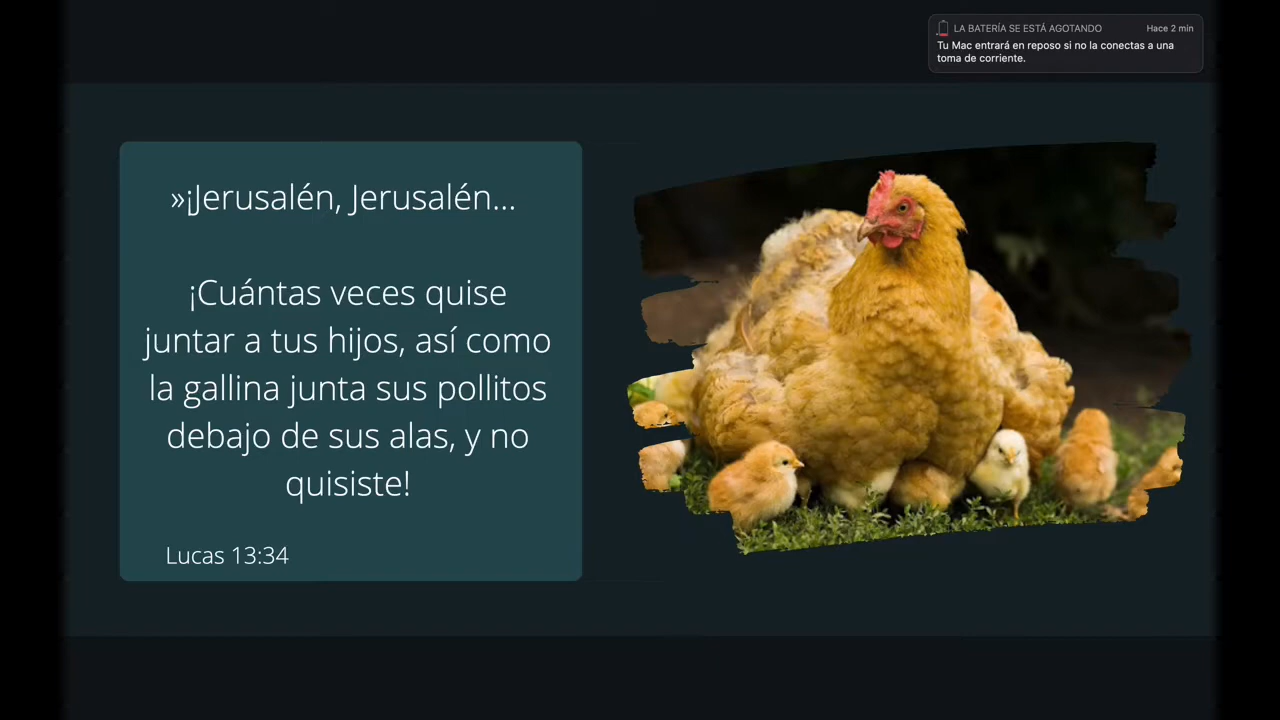 LA BATERÍA SE ESTÁ AGOTANDO Hace 2 min
Tu Mac entrará en reposo si no la conectas a una
toma de corriente.
»¡Jerusalén, Jerusalén...
¡Cuántas veces quise
juntar a tus hijos, así como
la gallina junta sus pollitos
debajo de sus alas, y no
quisiste!
Lucas 13:34